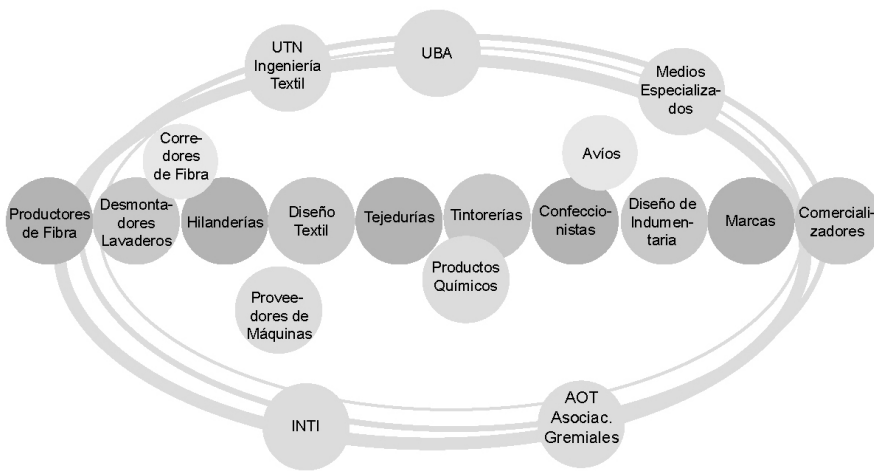 UTN
Ingeniería
Textil
UBA
Medios
Especializa-
dos
Corre-
dores
de Fibra
Avíos
Productores
de Fibra
Desmonta-
dores
Lavaderos
Hilanderías
Diseño
Textil
Tejedurías
Tintorerías
Confeccio-
nistas
Diseño de
Indumen-
taria
Marcas
Comerciali-
zadores
Productos
Químicos
Provee-
dores de
Máquinas
INTI
AOT
Asociac.
Gremiales